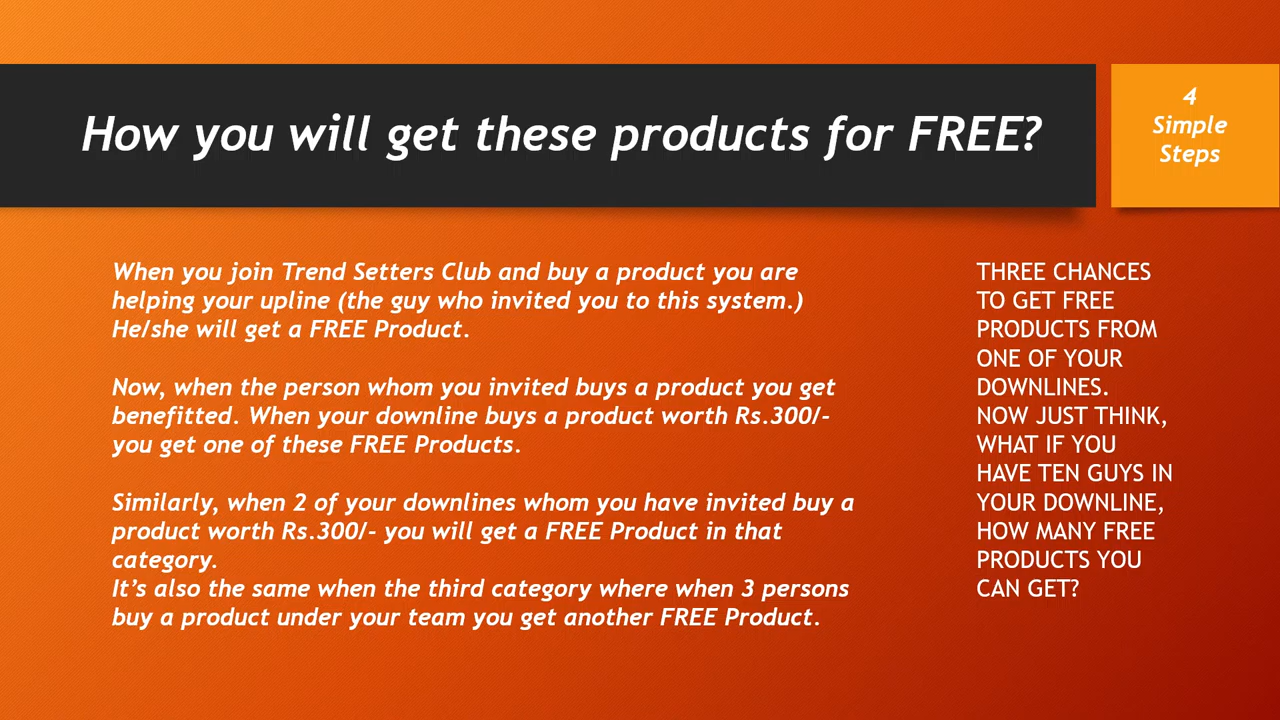 How you will get these products for FREE?
4
Simple
Steps
When you join Trend Setters Club and buy a product you are
helping your upline (the guy who invited you to this system.)
He/she will get a FREE Product.
Now, when the person whom you invited buys a product you get
benefitted. When your downline buys a product worth Rs.300/-
you get one of these FREE Products.
Similarly, when 2 of your downlines whom you have invited buy a
product worth Rs.300/- you will get a FREE Product in that
category.
It's also the same when the third category where when 3 persons
buy a product under your team you get another FREE Product.
THREE CHANCES
TO GET FREE
PRODUCTS FROM
ONE OF YOUR
DOWNLINES.
NOW JUST THINK,
WHAT IF YOU
HAVE TEN GUYS IN
YOUR DOWNLINE,
HOW MANY FREE
PRODUCTS YOU
CAN GET?